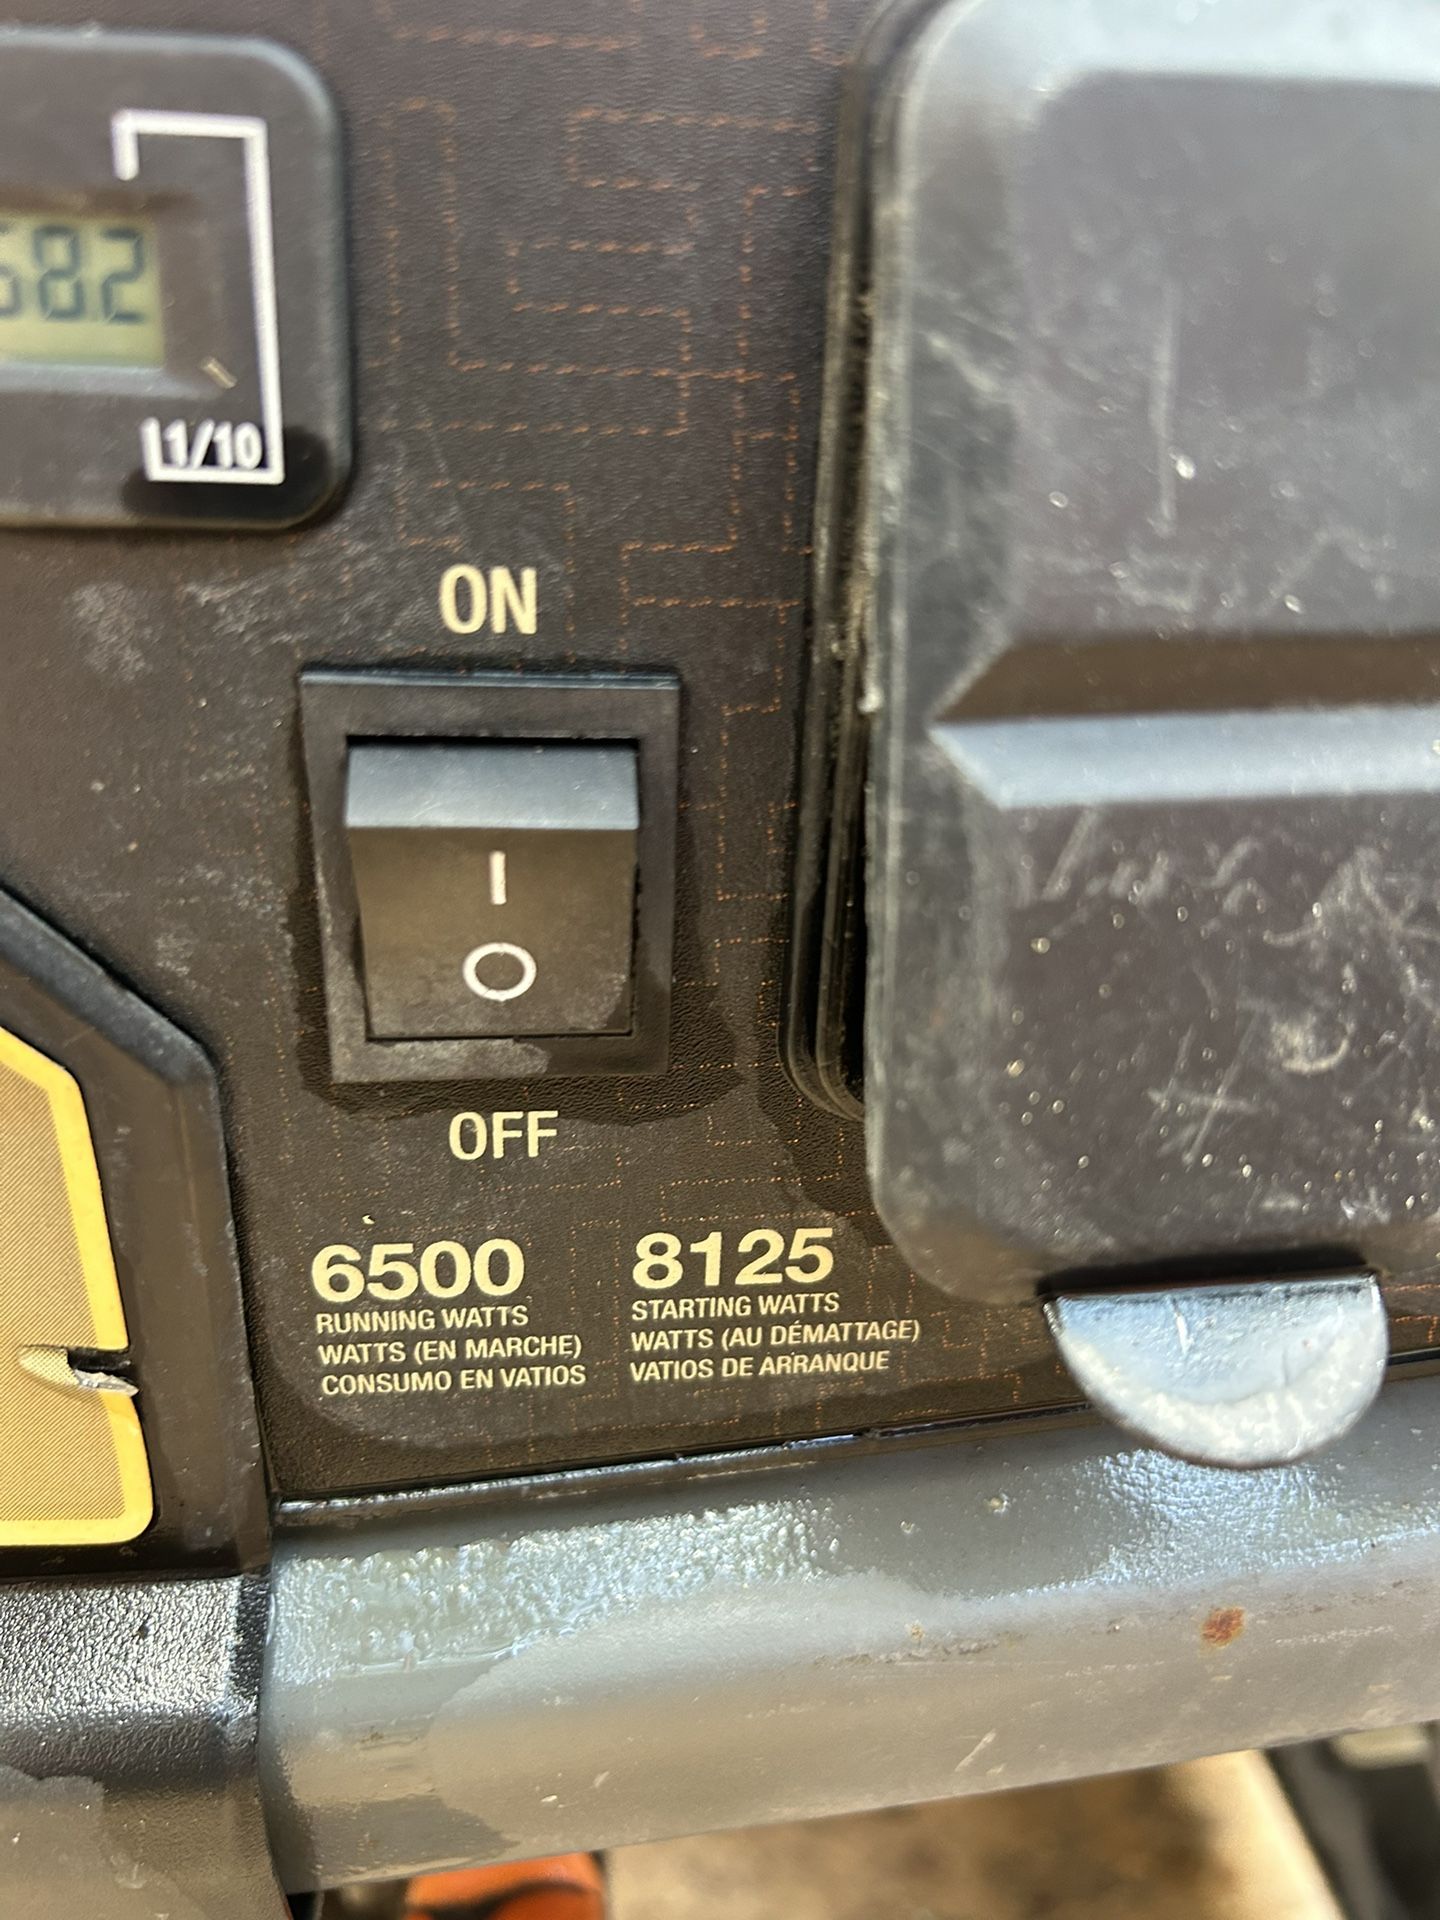 682
1/10
ON
OFF
6500
RUNNING WATTS
WATTS (EN MARCHE)
CONSUMO EN VATIOS
8125
STARTING WATTS
WATTS (AU DÉMATTAGE)
VATIOS DE ARRANQUE